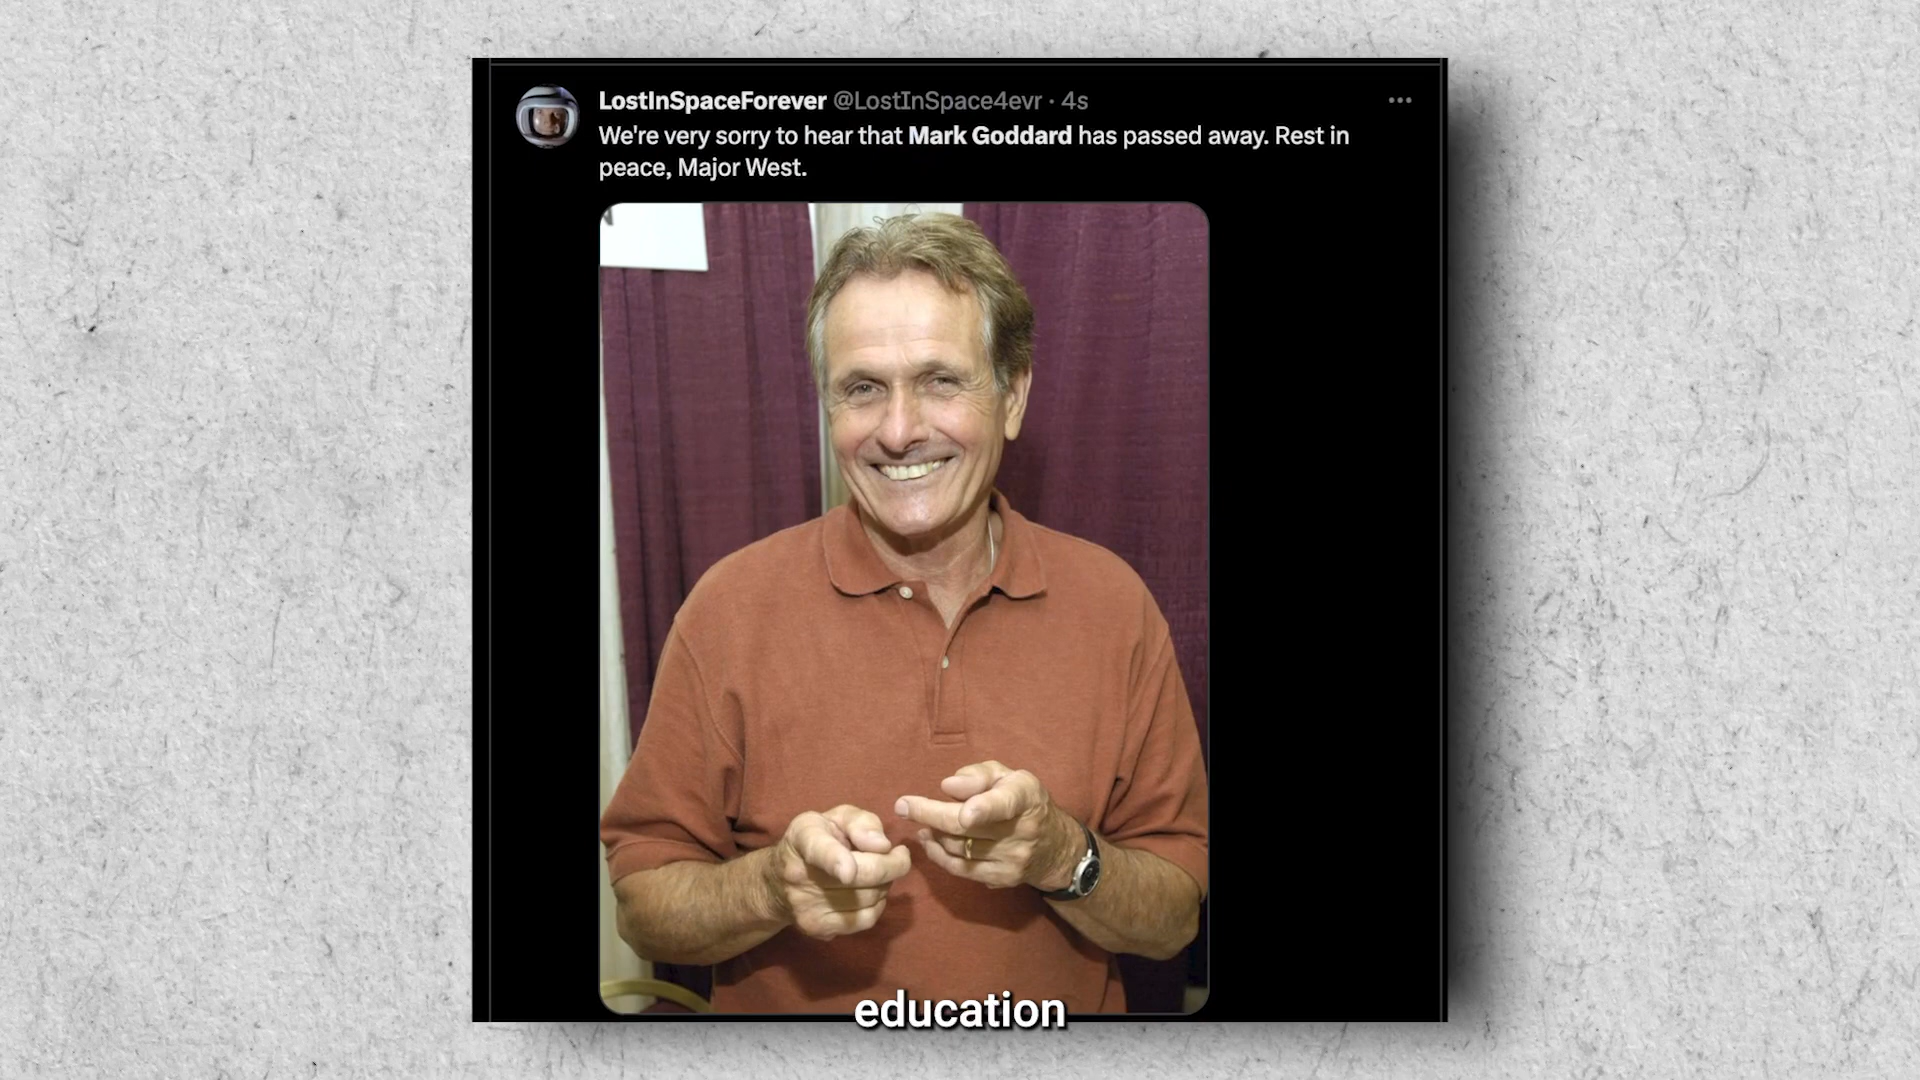 LostInSpaceForever @LostInSpace4evr · 4s
We're very sorry to hear that Mark Goddard has passed away. Rest in
peace, Major West.
education